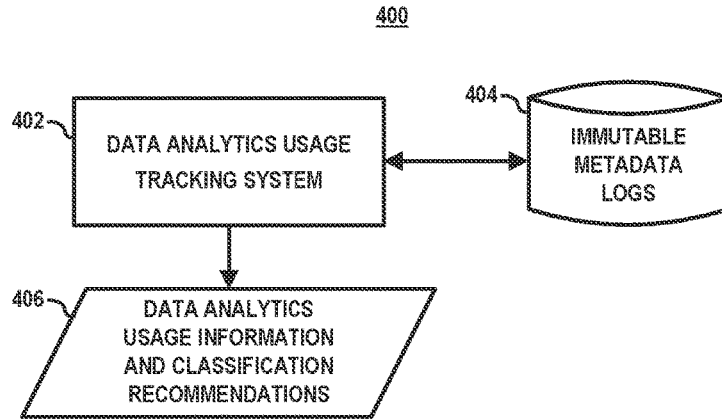 400
402
DATA ANALYTICS USAGE
TRACKING SYSTEM
404
IMMUTABLE
METADATA
LOGS
406
DATA ANALYTICS
USAGE INFORMATION
AND CLASSIFICATION
RECOMMENDATIONS